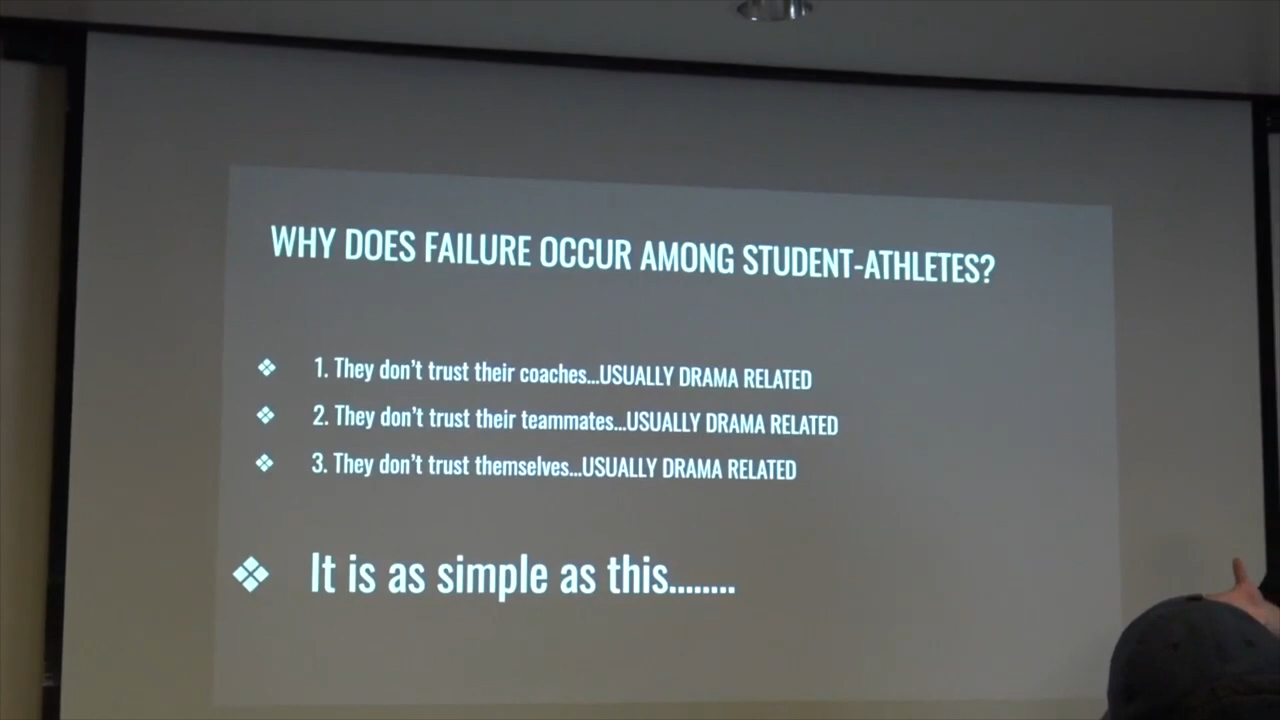 WHY DOES FAILURE OCCUR AMONG STUDENT-ATHLETES?
❖ 1. They don't trust their coaches...USUALLY DRAMA RELATED
❖ 2. They don't trust their teammates...USUALLY DRAMA RELATED
❖ 3. They don't trust themselves...USUALLY DRAMA RELATED
❖ It is as simple as this........